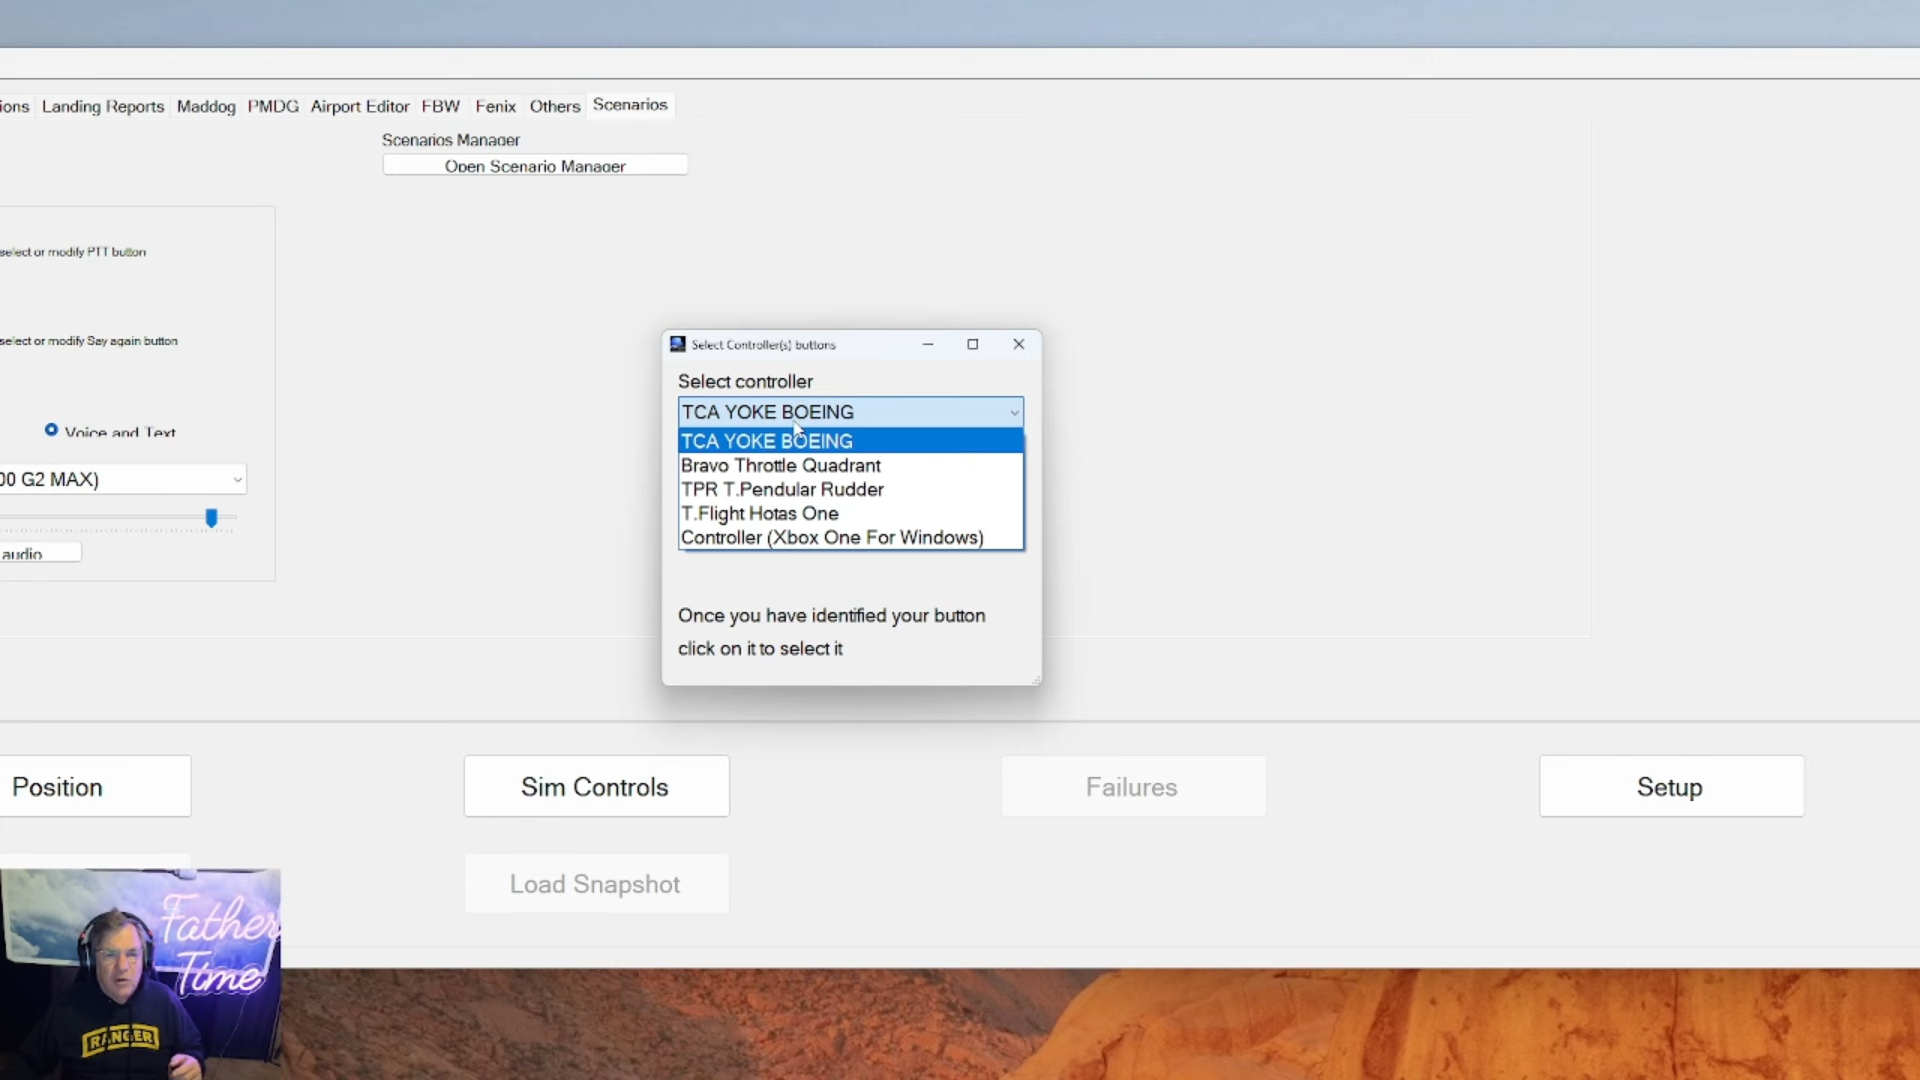 ions Landing Reports Maddog PMDG Airport Editor FBW Fenix Others Scenarios
Scenarios Manager
Open Scenario Manager
select or modify PTT button
select or modify Say again button
Voice and Text
00 G2 MAX)
audio
Select Controller(s) buttons
Select controller
TCA YOKE BOEING
TCA YOKE BOEING
Bravo Throttle Quadrant
TPR T.Pendular Rudder
T.Flight Hotas One
Controller (Xbox One For Windows)
Once you have identified your button
click on it to select it
Position
Sim Controls
Failures
Setup
Load Snapshot
Father
Time
RANGER